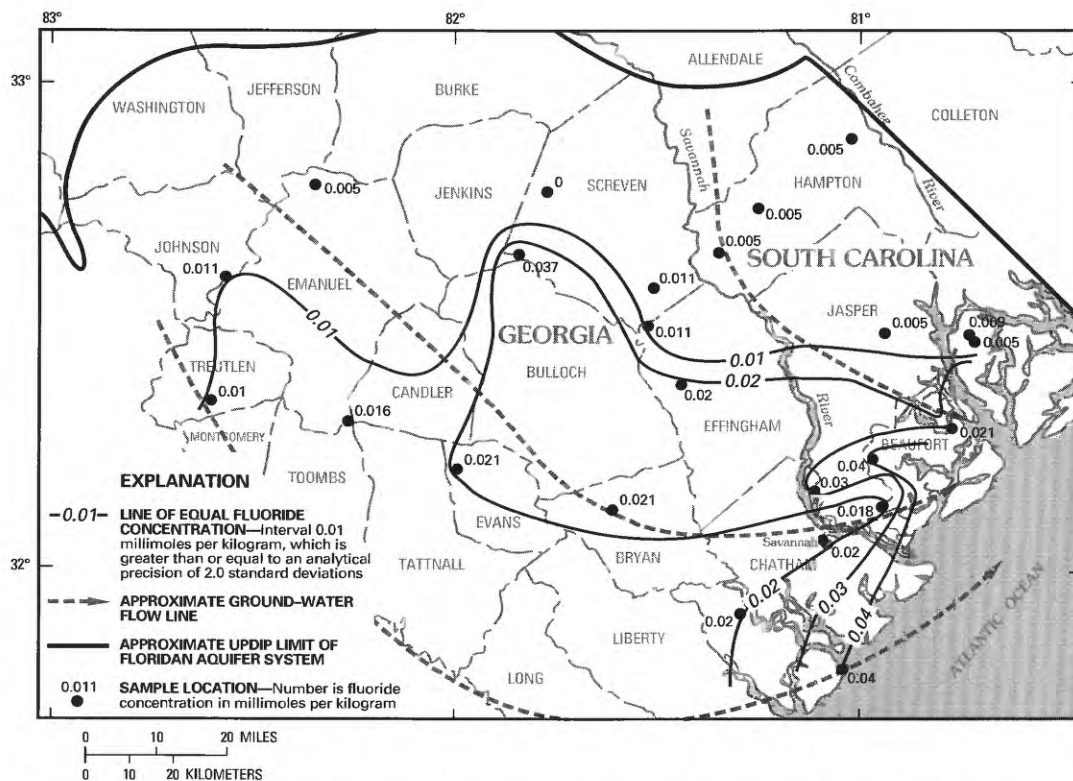 83°
82°
81°
33°
32°
WASHINGTON
JEFFERSON
BURKE
ALLENDALE
Combahee
River
COLLETON
Savannah
River
0.005
JENKINS
0
SCREVEN
0.005
HAMPTON
0.005
0.005
JOHNSON
0.011
EMANUEL
0.037
0.011
SOUTH CAROLINA
0.01
GEORGIA
0.011
JASPER
0.005
0.009
0.005
TREUTLEN
0.01
BULLOCH
0.01
0.02
CANDLER
0.02
0.01
0.016
EFFINGHAM
0.021
MONTGOMERY
BEAUFORT
TOOMBS
0.021
0.04
0.03
0.021
0.018
EVANS
Savannah
0.02
TATTNALL
BRYAN
CHATHAM
0.02
0.03
0.04
0.02
LIBERTY
LONG
0.04
ATLANTIC OCEAN
EXPLANATION
0.01
LINE OF EQUAL FLUORIDE
CONCENTRATION—Interval 0.01
millimoles per kilogram, which is
greater than or equal to an analytical
precision of 2.0 standard deviations
APPROXIMATE GROUND-WATER
FLOW LINE
APPROXIMATE UPDIP LIMIT OF
FLORIDAN AQUIFER SYSTEM
0.011
SAMPLE LOCATION—Number is fluoride
concentration in millimoles per kilogram
0 10 20 MILES
0 10 20 KILOMETERS